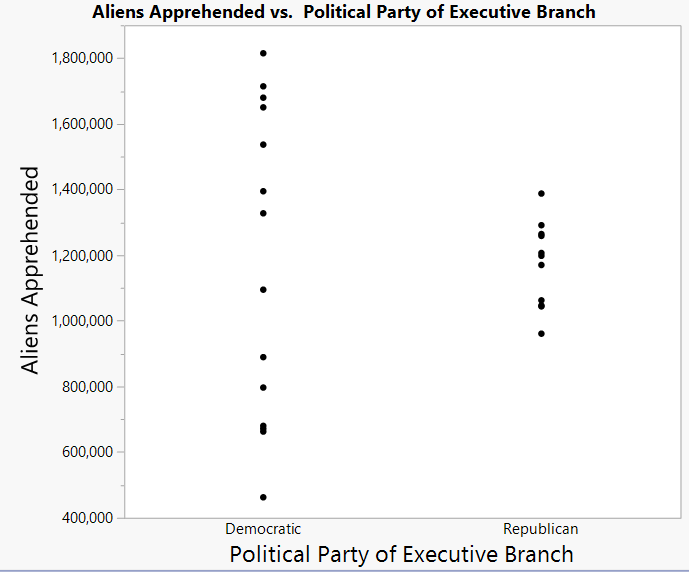 Aliens Apprehended vs. Political Party of Executive Branch
Aliens Apprehended
1,800,000
1,600,000
1,400,000
1,200,000
1,000,000
800,000
600,000
400,000
Democratic
Republican
Political Party of Executive Branch